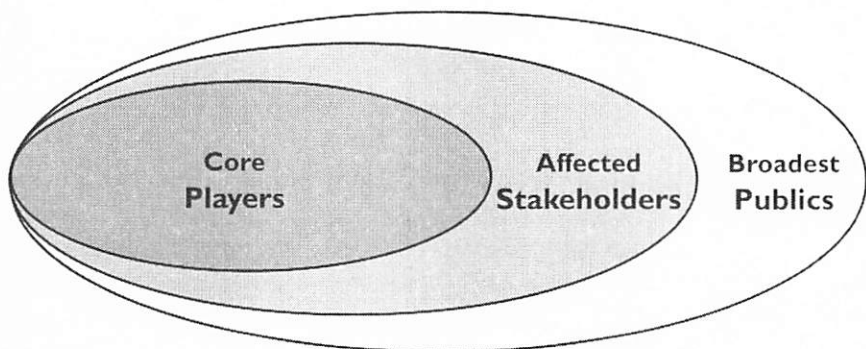 Core
Players
Affected
Stakeholders
Broadest
Publics